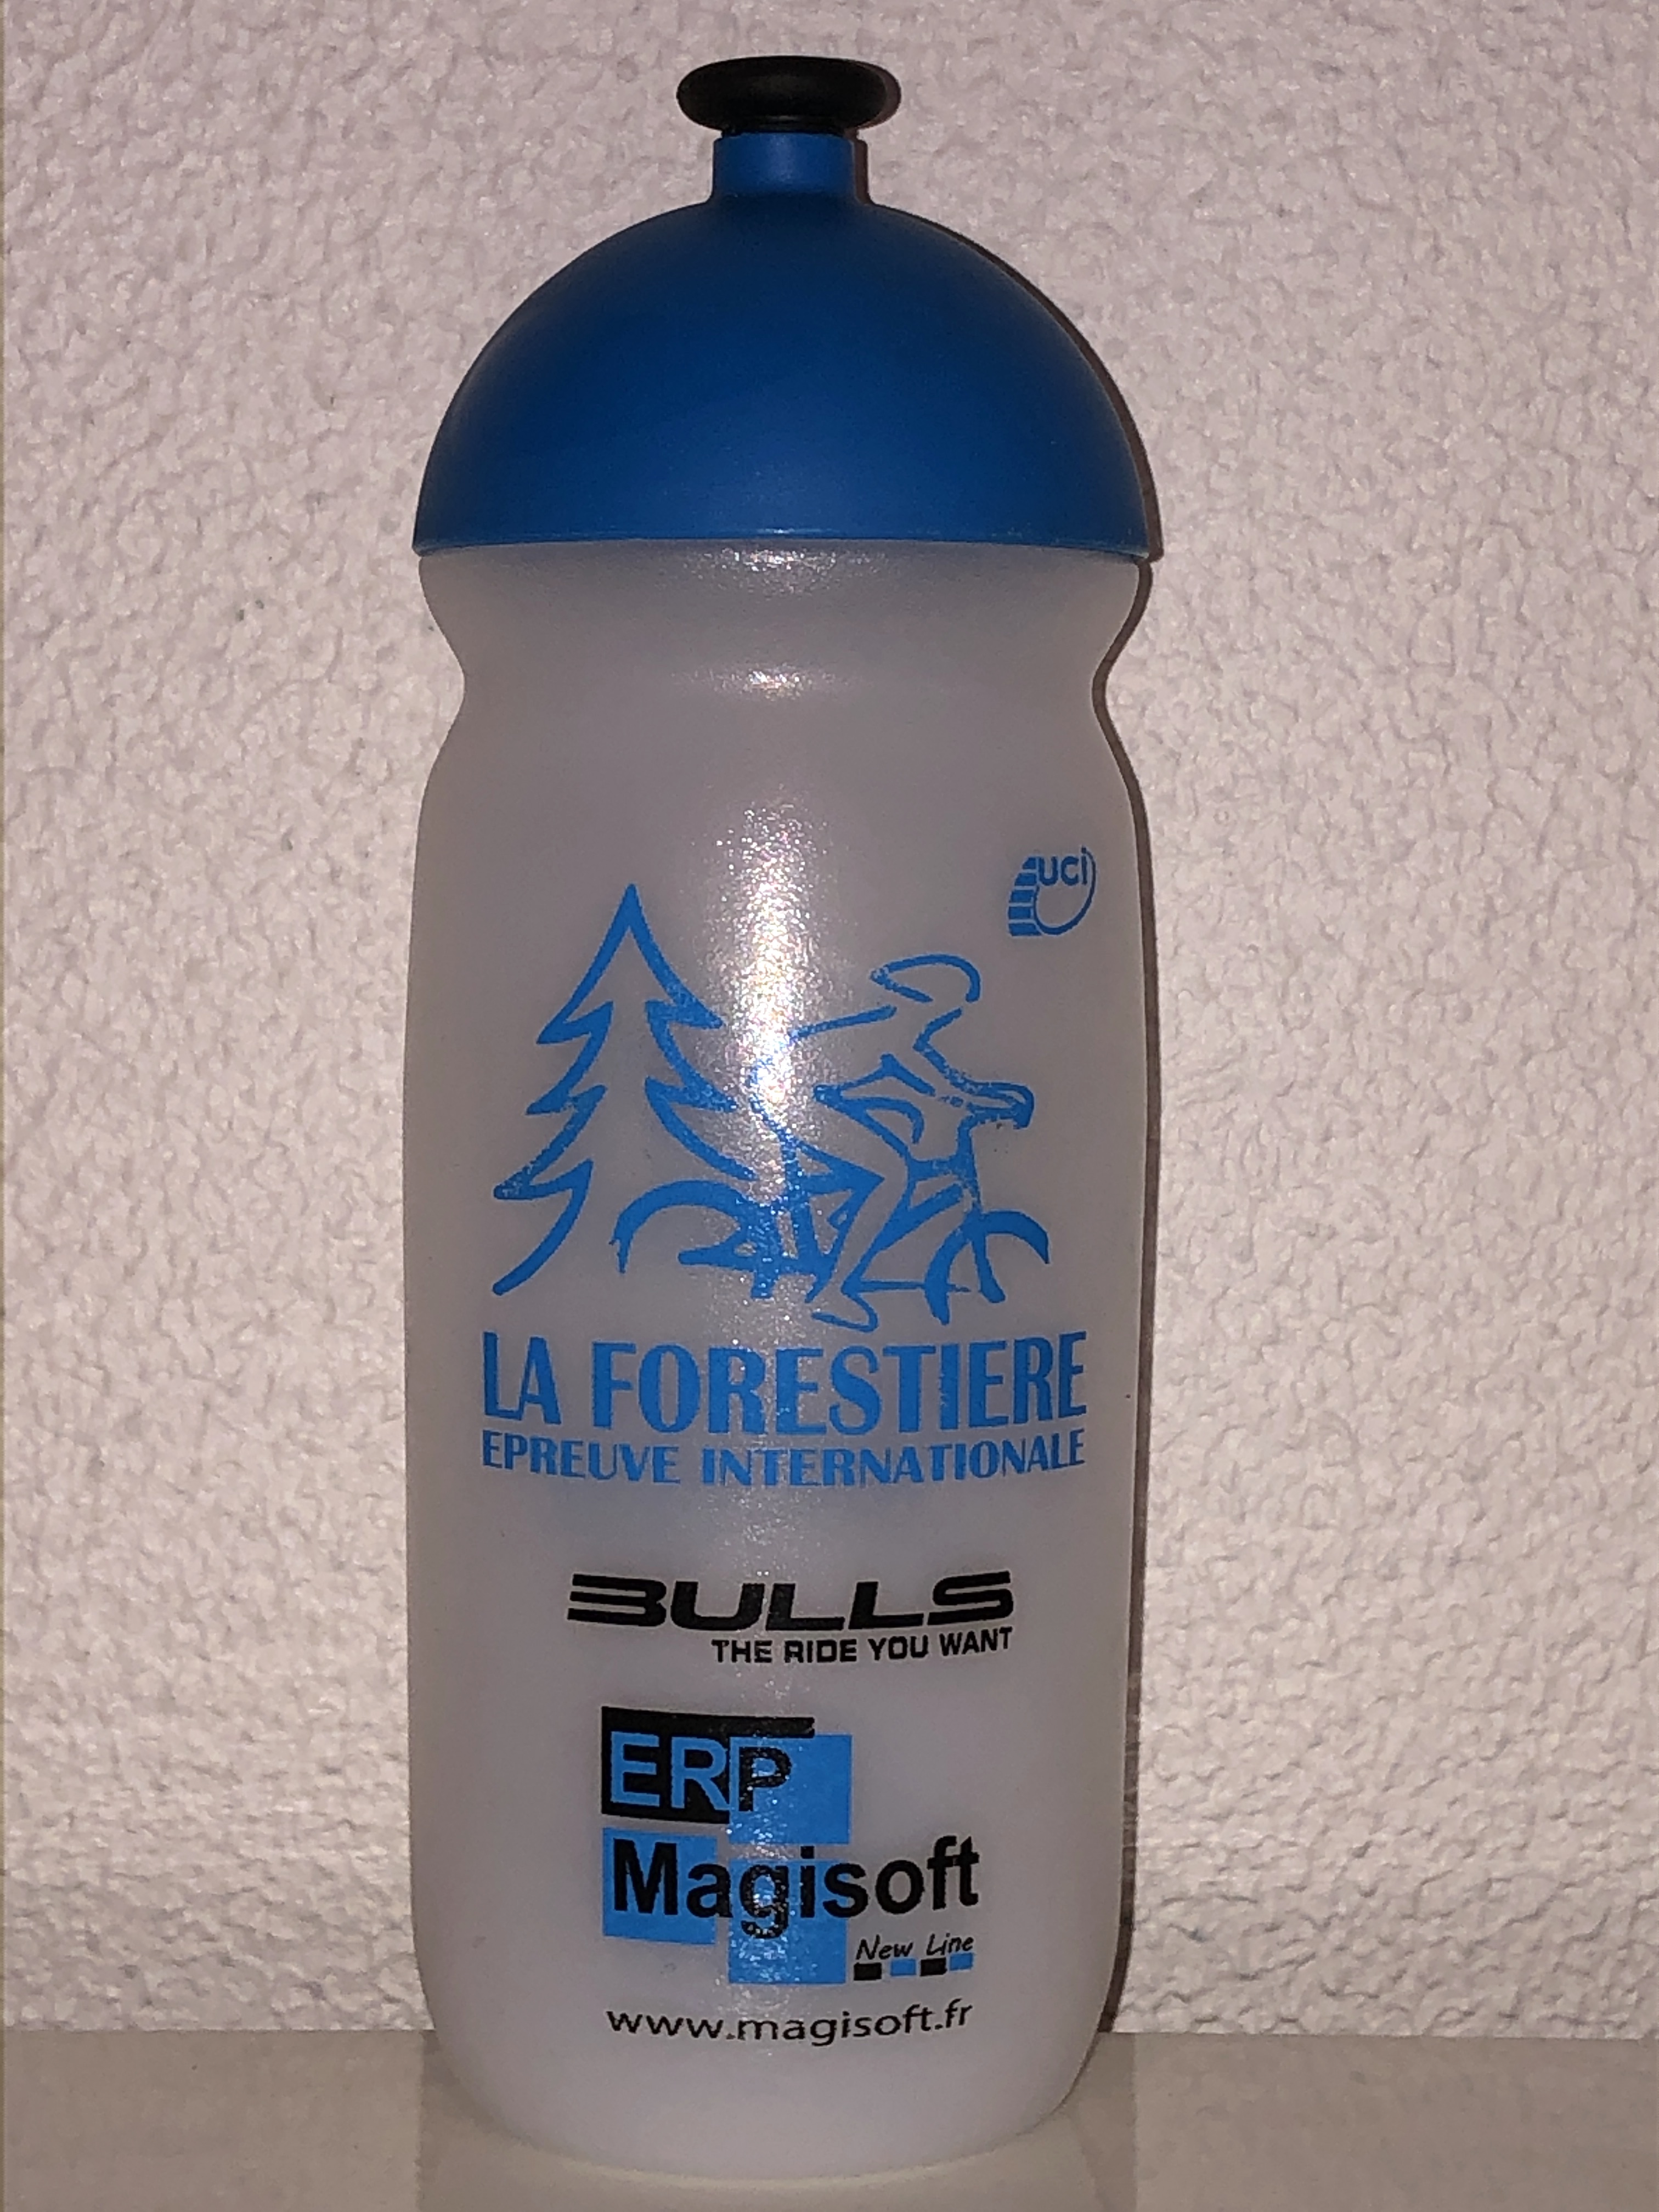 uci
LA FORESTIERE
EPREUVE INTERNATIONALE
BULLS
THE RIDE YOU WANT
ERP
Magisoft
New Line
www.magisoft.fr